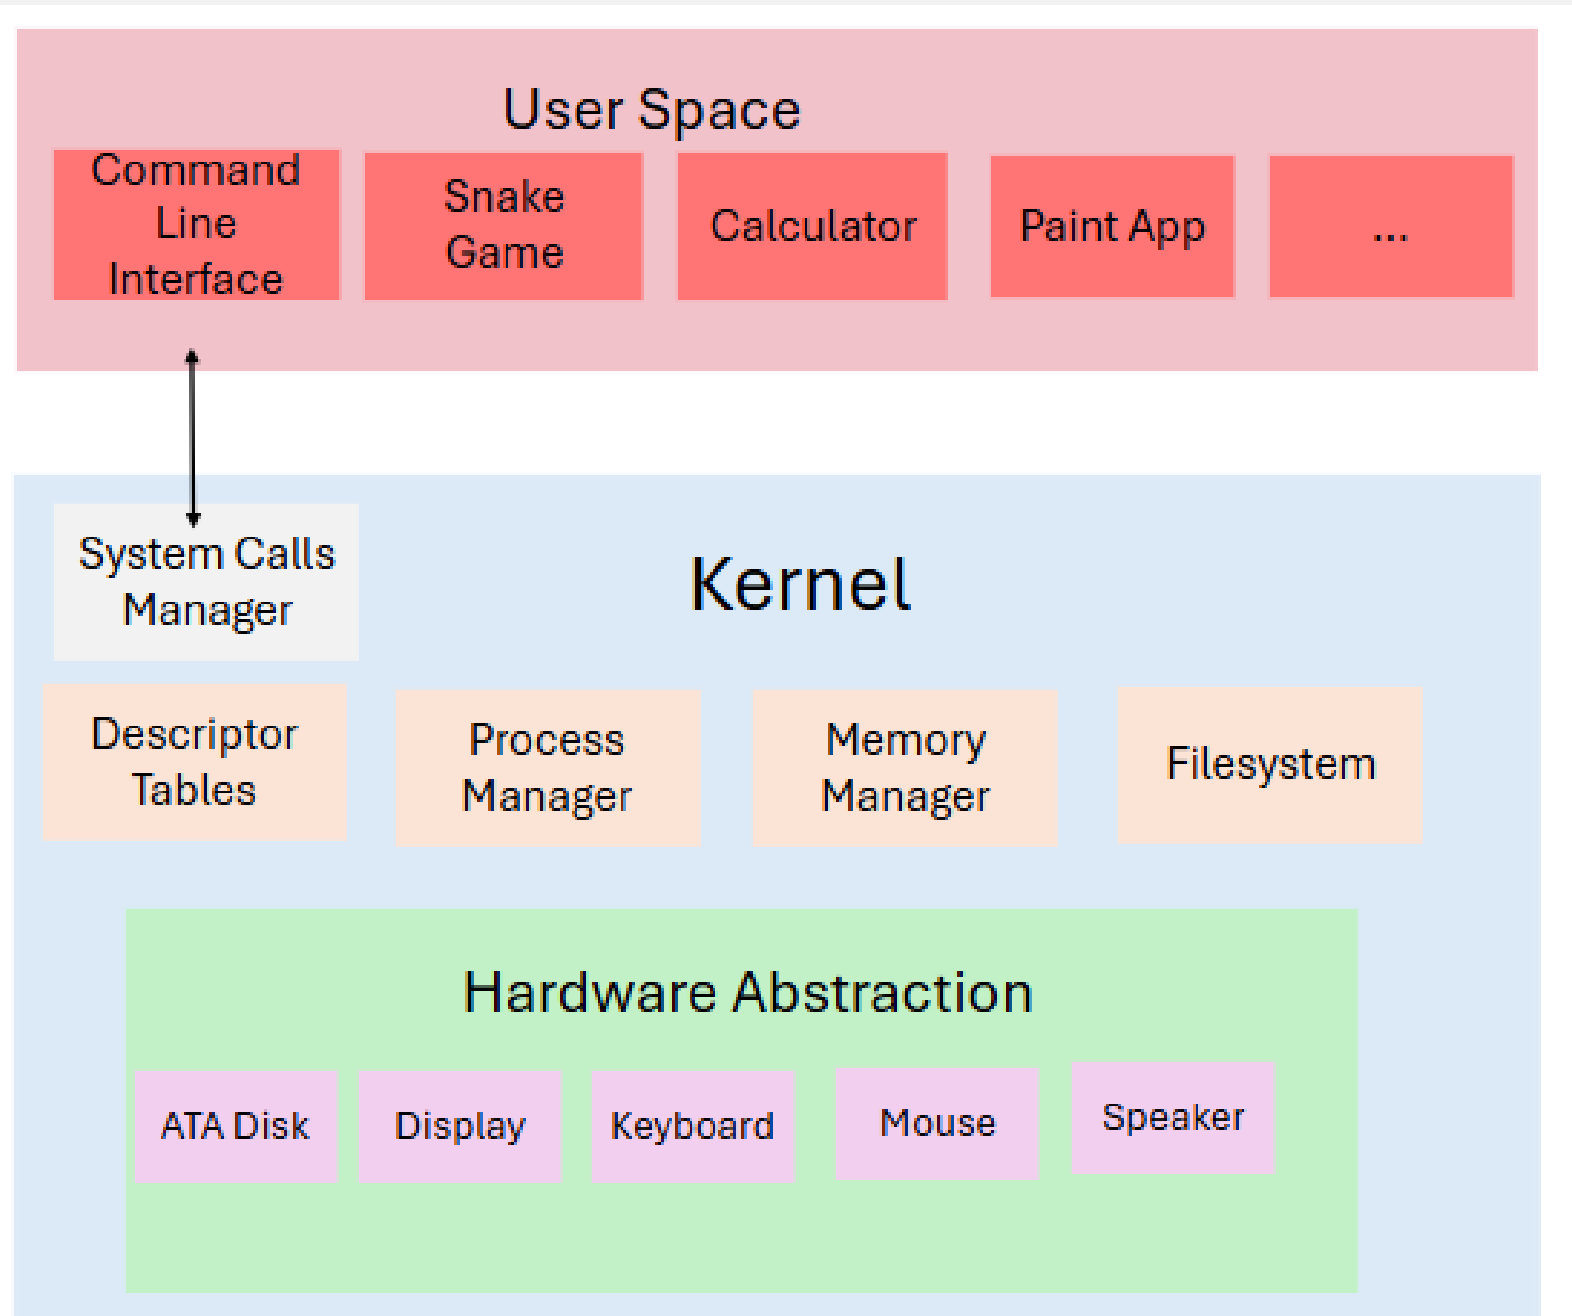 User Space
Command
Line
Interface
Snake
Game
Calculator
Paint App
...
System Calls
Manager
Kernel
Descriptor
Tables
Process
Manager
Memory
Manager
Filesystem
Hardware Abstraction
ATA Disk
Display
Keyboard
Mouse
Speaker